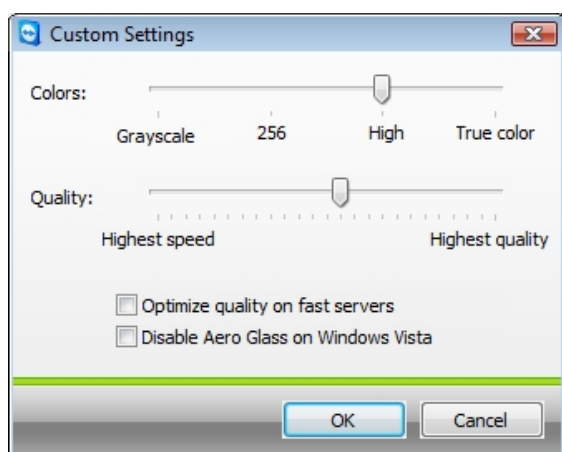 Custom Settings
Colors:
Grayscale 256 High True color
Quality:
Highest speed Highest quality
Optimize quality on fast servers
Disable Aero Glass on Windows Vista
OK Cancel